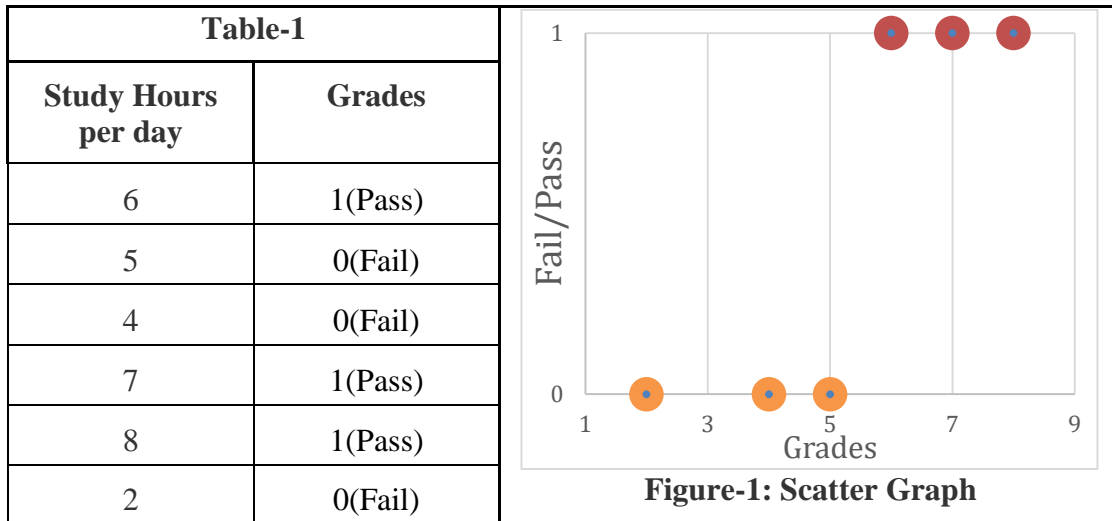 Table-1
Study Hours
per day
Grades
6
1(Pass)
5
0(Fail)
4
0(Fail)
7
1(Pass)
8
1(Pass)
2
0(Fail)
1
Fail/Pass
0
1
3
5
7
9
Grades
Figure-1: Scatter Graph